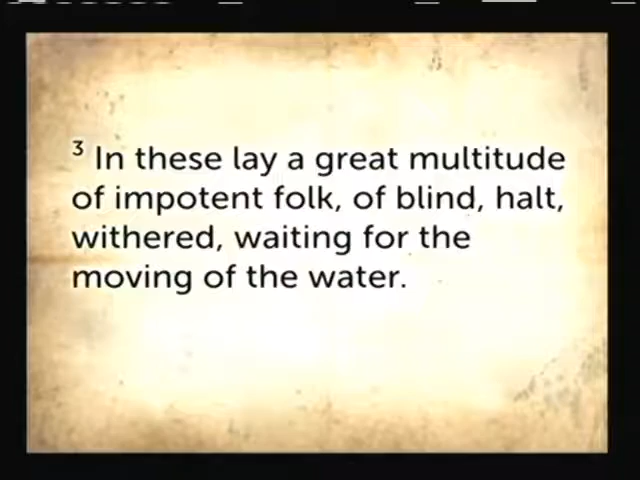 ³ In these lay a great multitude
of impotent folk, of blind, halt,
withered, waiting for the
moving of the water.